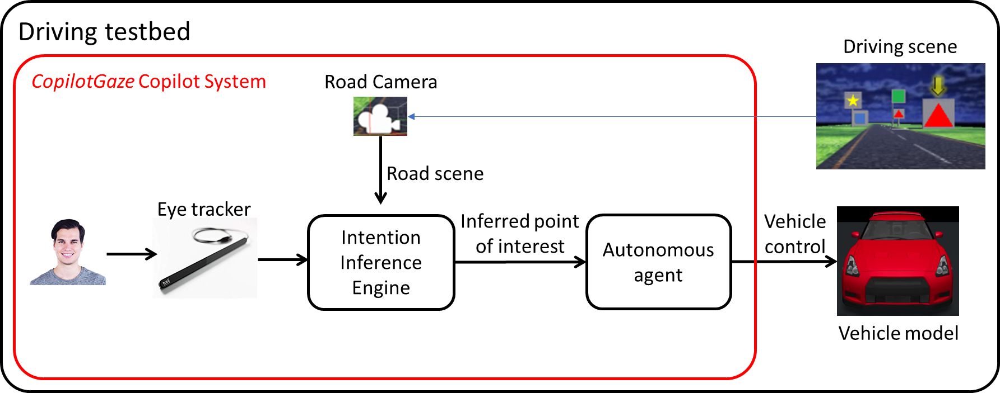 Driving testbed
Driving scene
CopilotGaze Copilot System
Road Camera
Road scene
Eye tracker
tobii
Intention
Inference
Engine
Inferred point
of interest
Autonomous
agent
Vehicle
control
Vehicle model